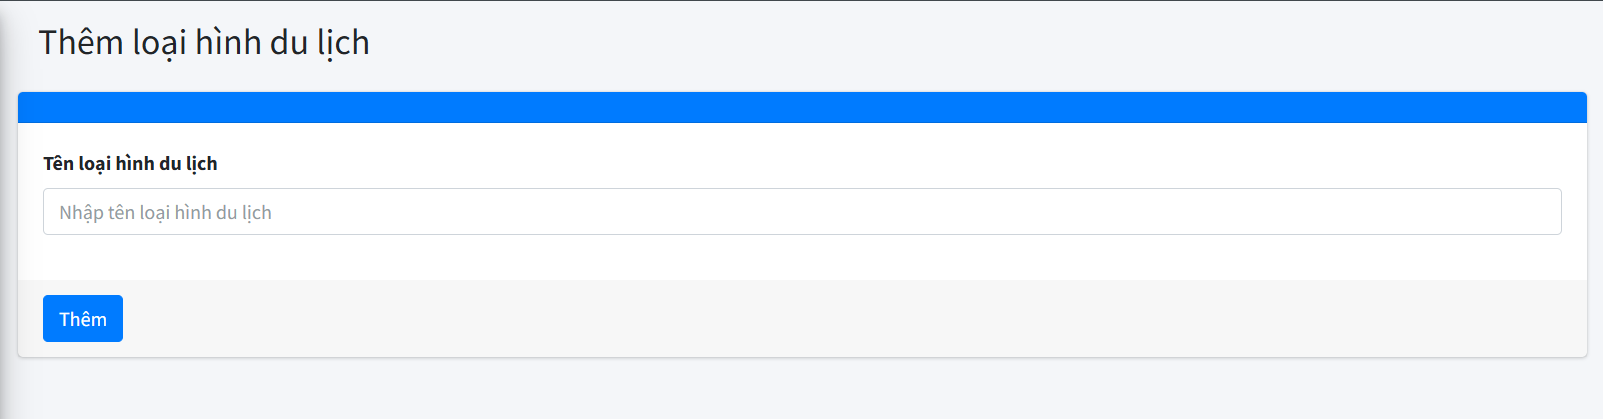 Thêm loại hình du lịch
Tên loại hình du lịch
Nhập tên loại hình du lịch
Thêm